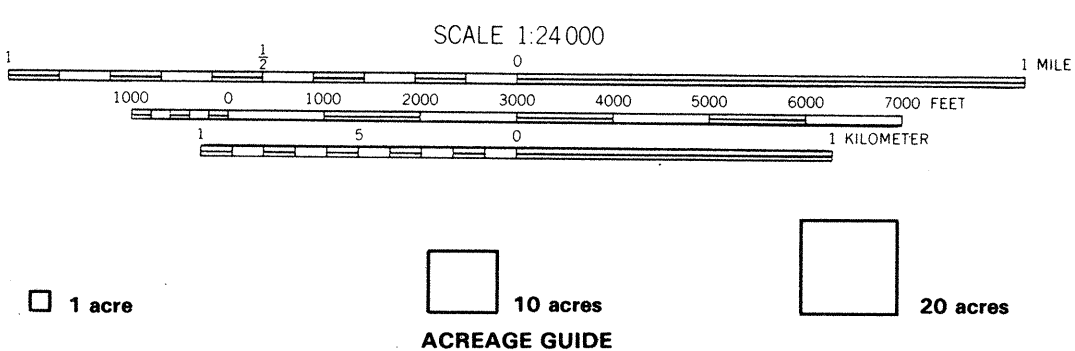 SCALE 1:24 000
1 1/2 0 1 MILE
1000 0 1000 2000 3000 4000 5000 6000 7000 FEET
1 5 0 1 KILOMETER
1 acre 10 acres 20 acres
ACREAGE GUIDE